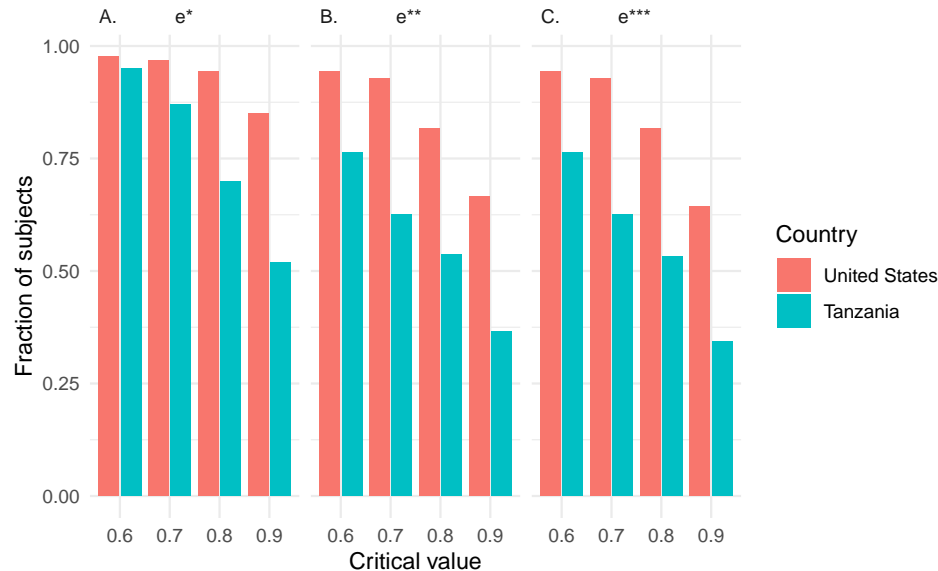 A. e*
B. e**
C. e***
1.00
0.75
0.50
0.25
0.00
Fraction of subjects
0.6 0.7 0.8 0.9
0.6 0.7 0.8 0.9
0.6 0.7 0.8 0.9
Critical value
Country
United States
Tanzania